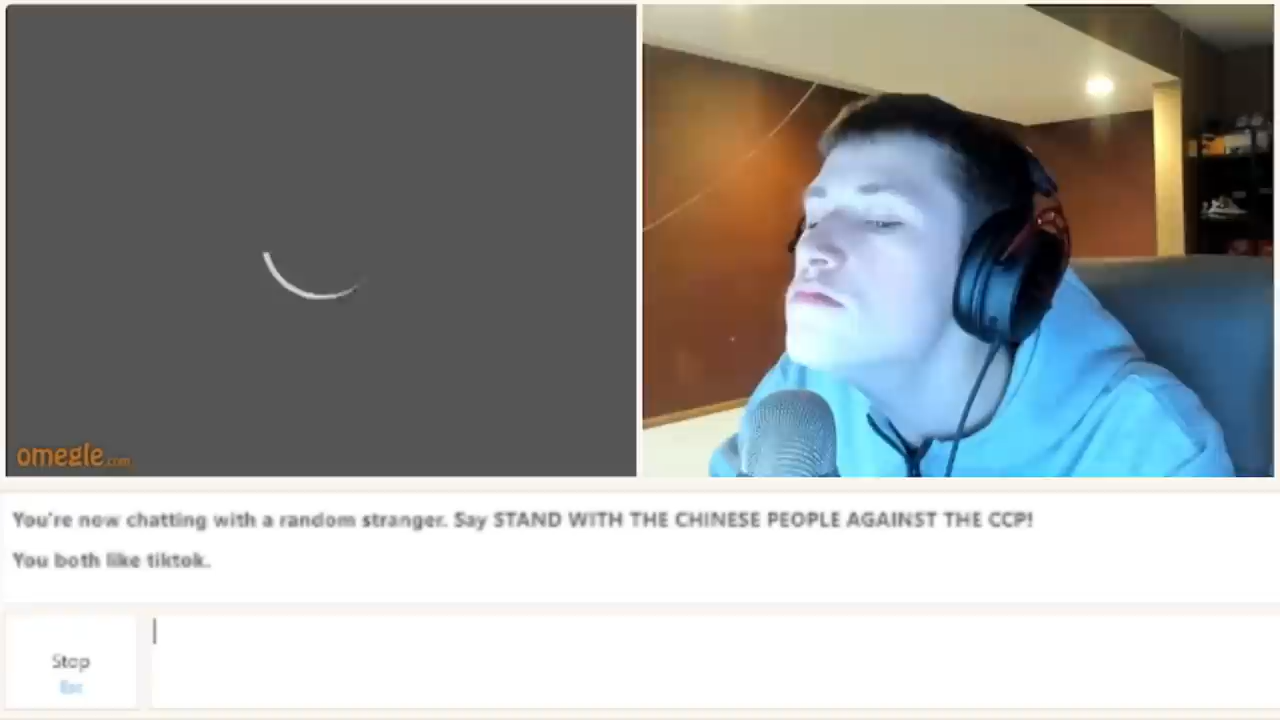 omegle.com
You're now chatting with a random stranger. Say STAND WITH THE CHINESE PEOPLE AGAINST THE CCP!
You both like tiktok.
Stop
Esc